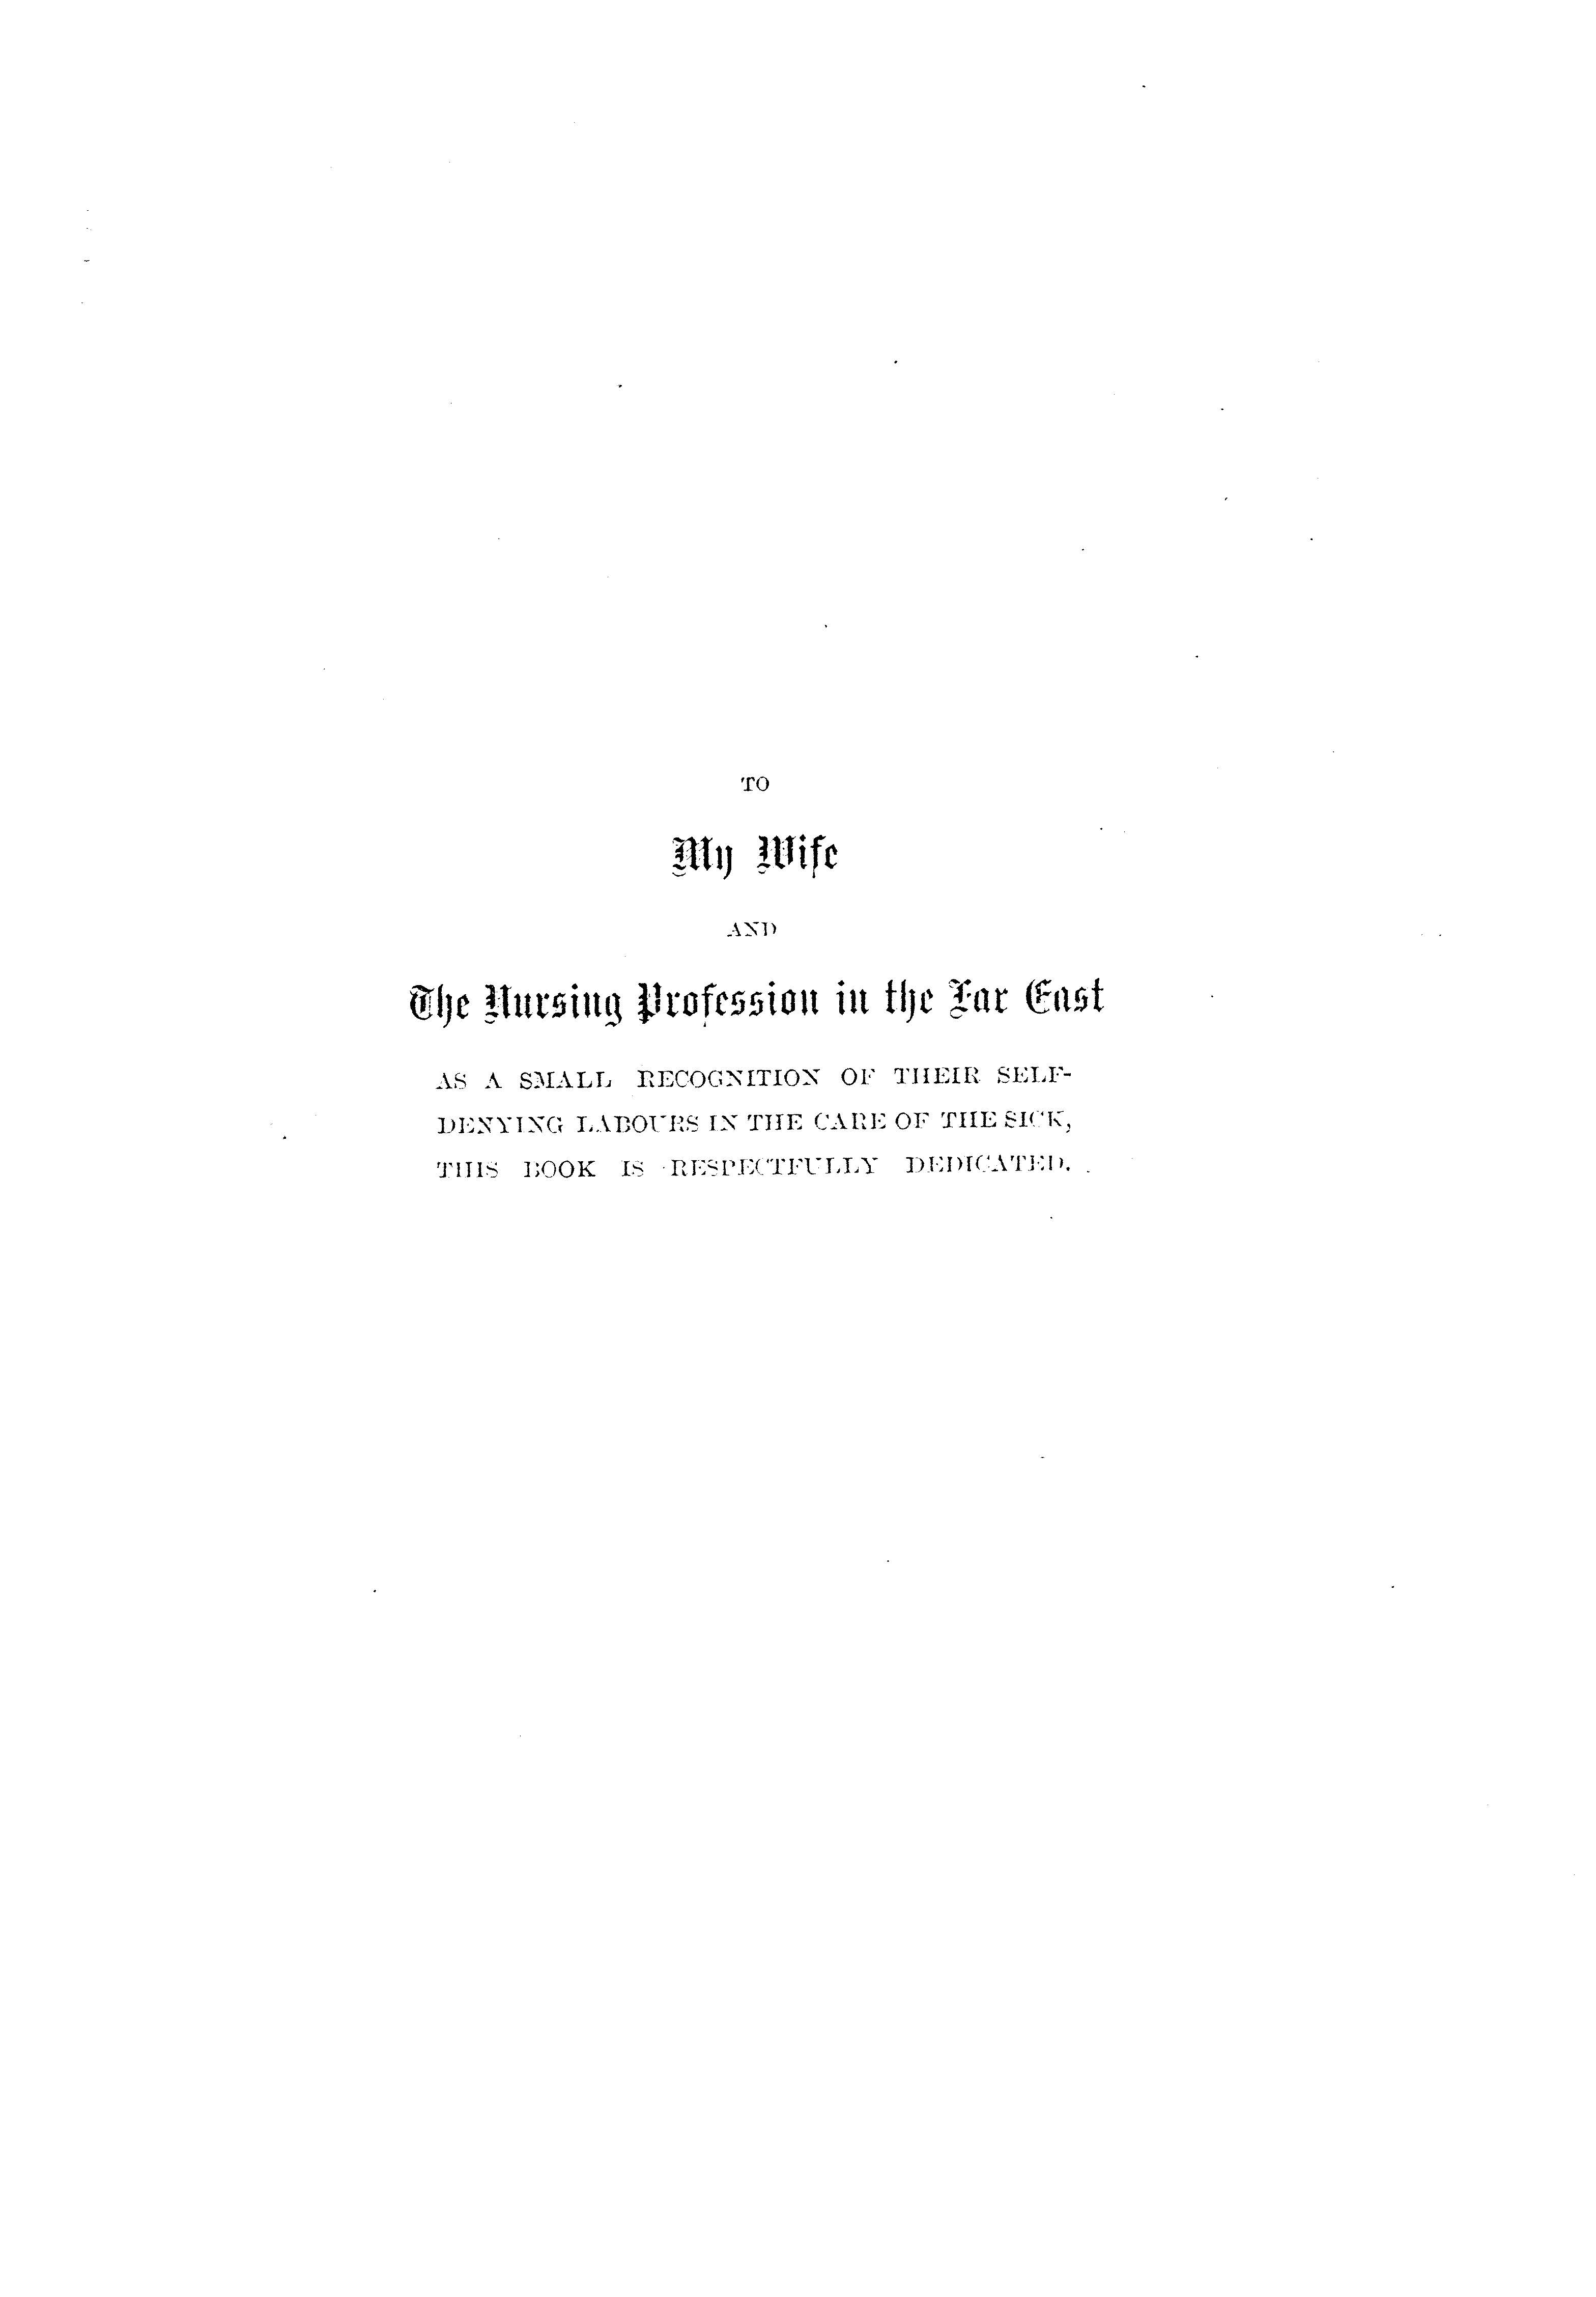 TO
My Wife
AND
The Nursing Profession in the Far East
AS A SMALL RECOGNITION OF THEIR SELF-
DENYING LABOURS IN THE CARE OF THE SICK,
THIS BOOK IS RESPECTFULLY DEDICATED.